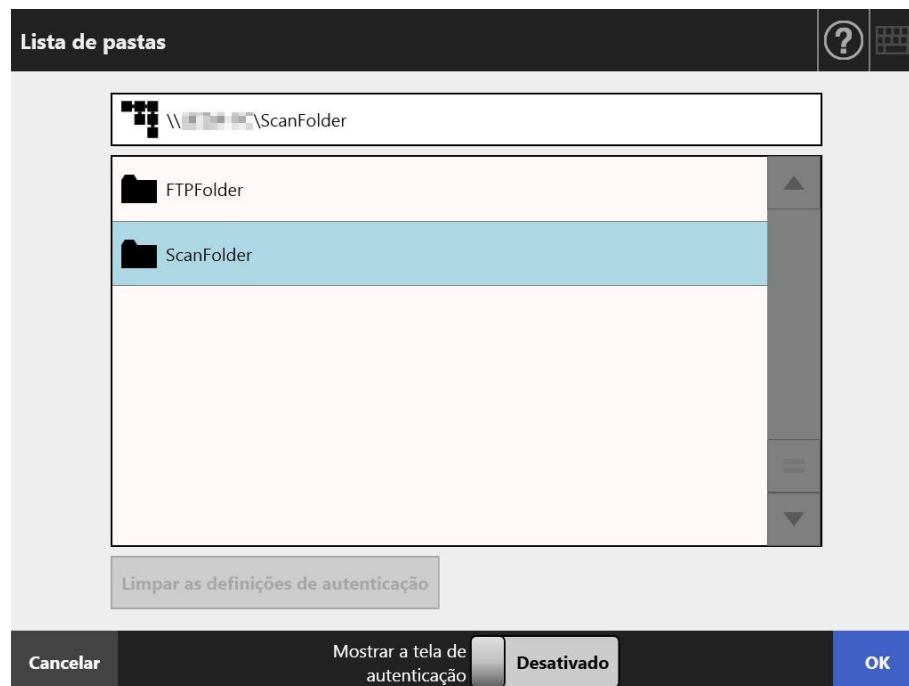 Lista de pastas
?
\\ \ScanFolder
FTPFolder
ScanFolder
Limpar as definições de autenticação
Cancelar
Mostrar a tela de
autenticação
Desativado
OK